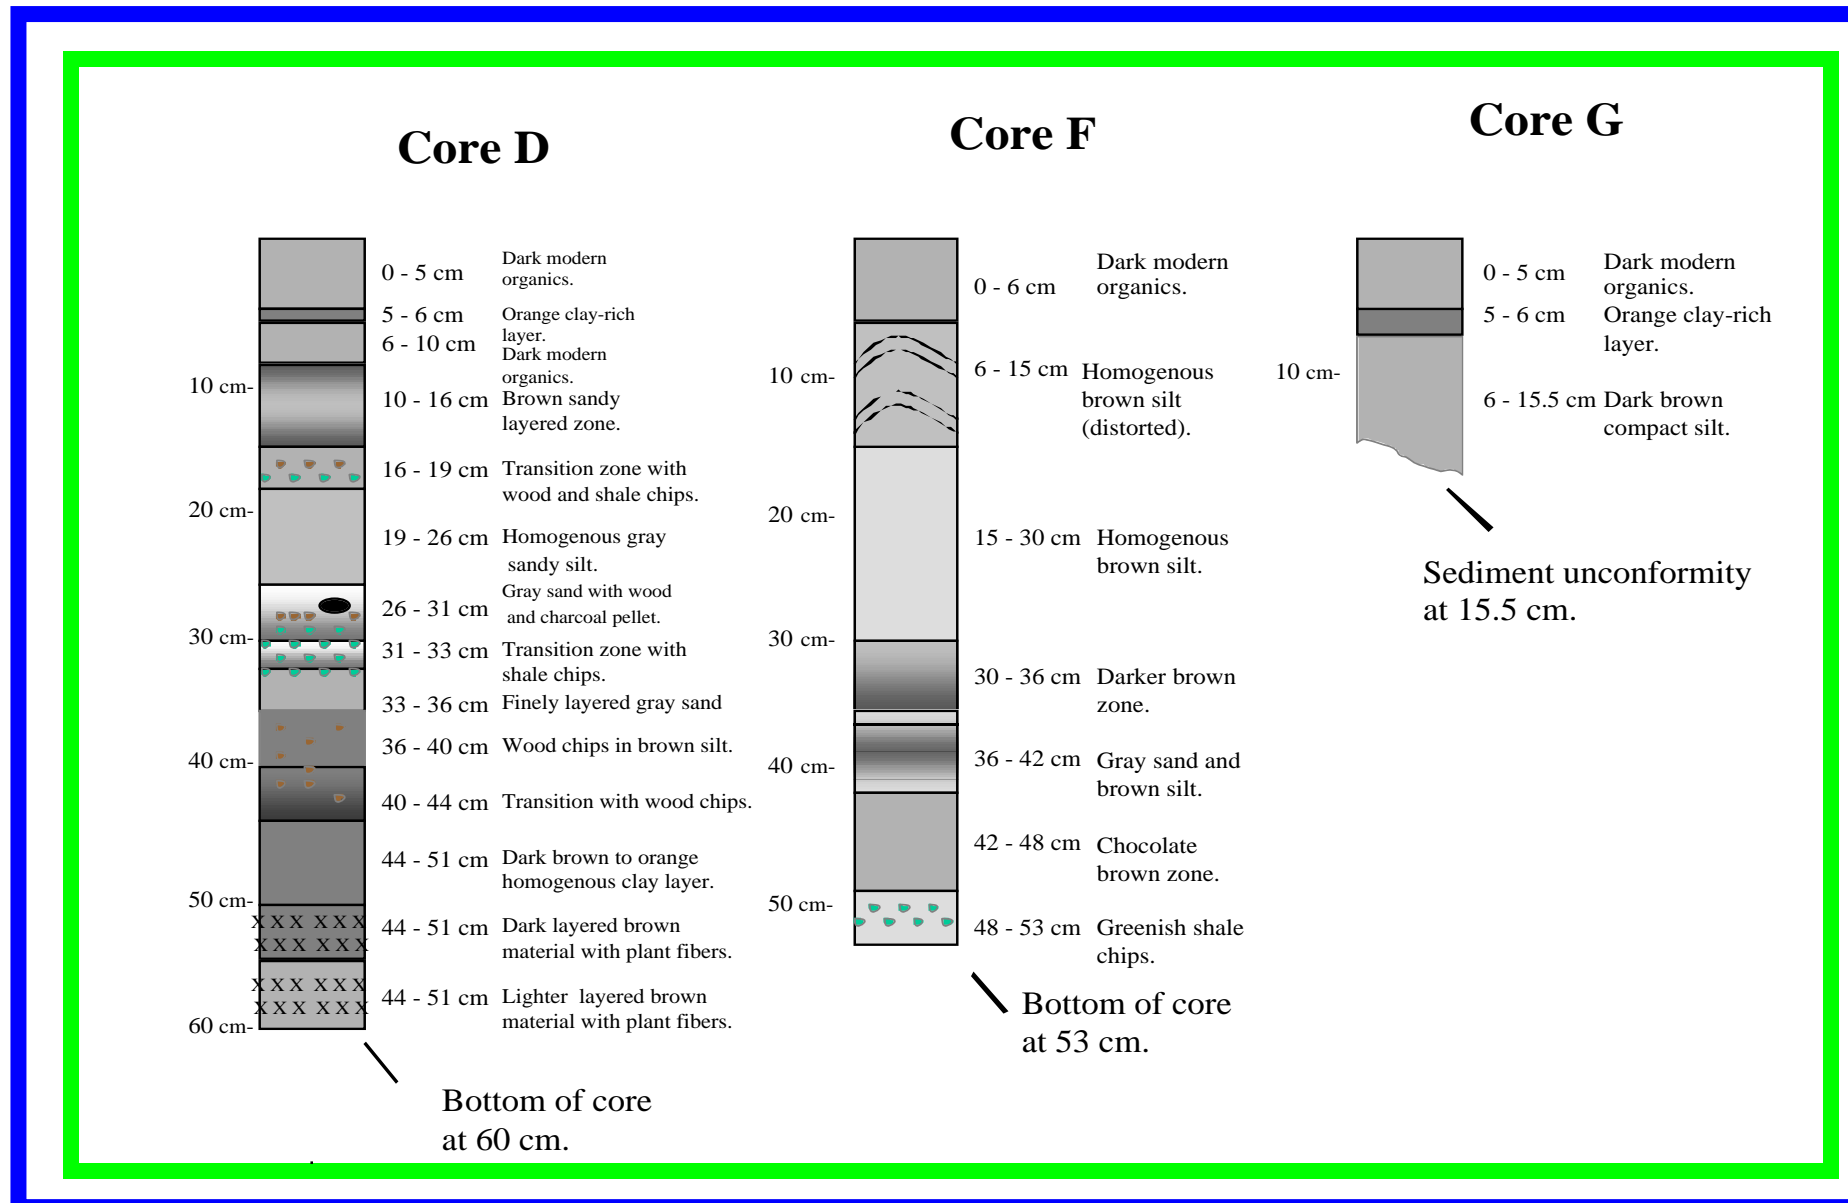 Core D
10 cm-
20 cm-
30 cm-
40 cm-
50 cm-
60 cm-
0 - 5 cm
Dark modern
organics.
5 - 6 cm
Orange clay-rich
layer.
6 - 10 cm
Dark modern
organics.
10 - 16 cm
Brown sandy
layered zone.
16 - 19 cm
Transition zone with
wood and shale chips.
19 - 26 cm
Homogenous gray
sandy silt.
26 - 31 cm
Gray sand with wood
and charcoal pellet.
31 - 33 cm
Transition zone with
shale chips.
33 - 36 cm
Finely layered gray sand
36 - 40 cm
Wood chips in brown silt.
40 - 44 cm
Transition with wood chips.
44 - 51 cm
Dark brown to orange
homogenous clay layer.
X X X X X X
X X X X X X
44 - 51 cm
Dark layered brown
material with plant fibers.
X X X X X X
X X X X X X
44 - 51 cm
Lighter layered brown
material with plant fibers.
Bottom of core
at 60 cm.
Core F
10 cm-
20 cm-
30 cm-
40 cm-
50 cm-
0 - 6 cm
Dark modern
organics.
6 - 15 cm
Homogenous
brown silt
(distorted).
15 - 30 cm
Homogenous
brown silt.
30 - 36 cm
Darker brown
zone.
36 - 42 cm
Gray sand and
brown silt.
42 - 48 cm
Chocolate
brown zone.
48 - 53 cm
Greenish shale
chips.
Bottom of core
at 53 cm.
Core G
10 cm-
0 - 5 cm
Dark modern
organics.
5 - 6 cm
Orange clay-rich
layer.
6 - 15.5 cm
Dark brown
compact silt.
Sediment unconformity
at 15.5 cm.